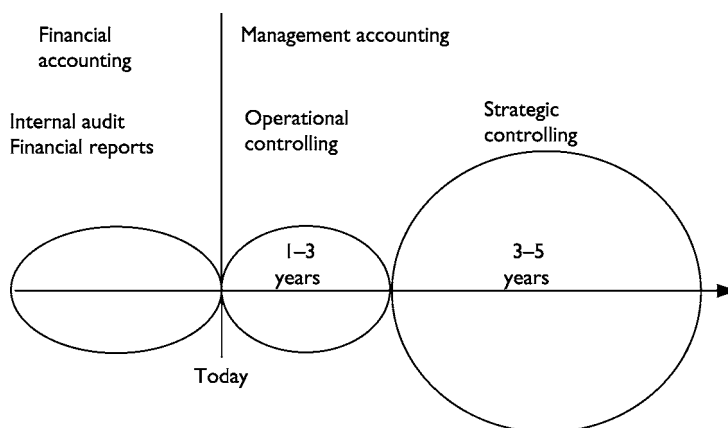 Financial
accounting
Management accounting
Internal audit
Financial reports
Operational
controlling
Strategic
controlling
1–3
years
3–5
years
Today